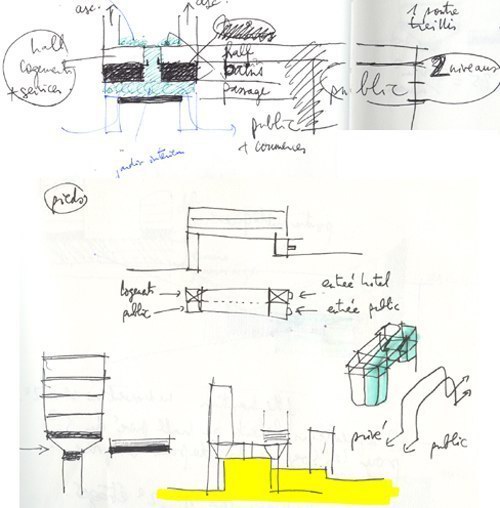 asc. asc.
1 poutre
treillis
hall
logements
+ services
hall
bains
passage
public
2 niveaux
public
+ commerces
jardin intérieur
pieds
logements
public
entrée hotel
entrée public
privé
public